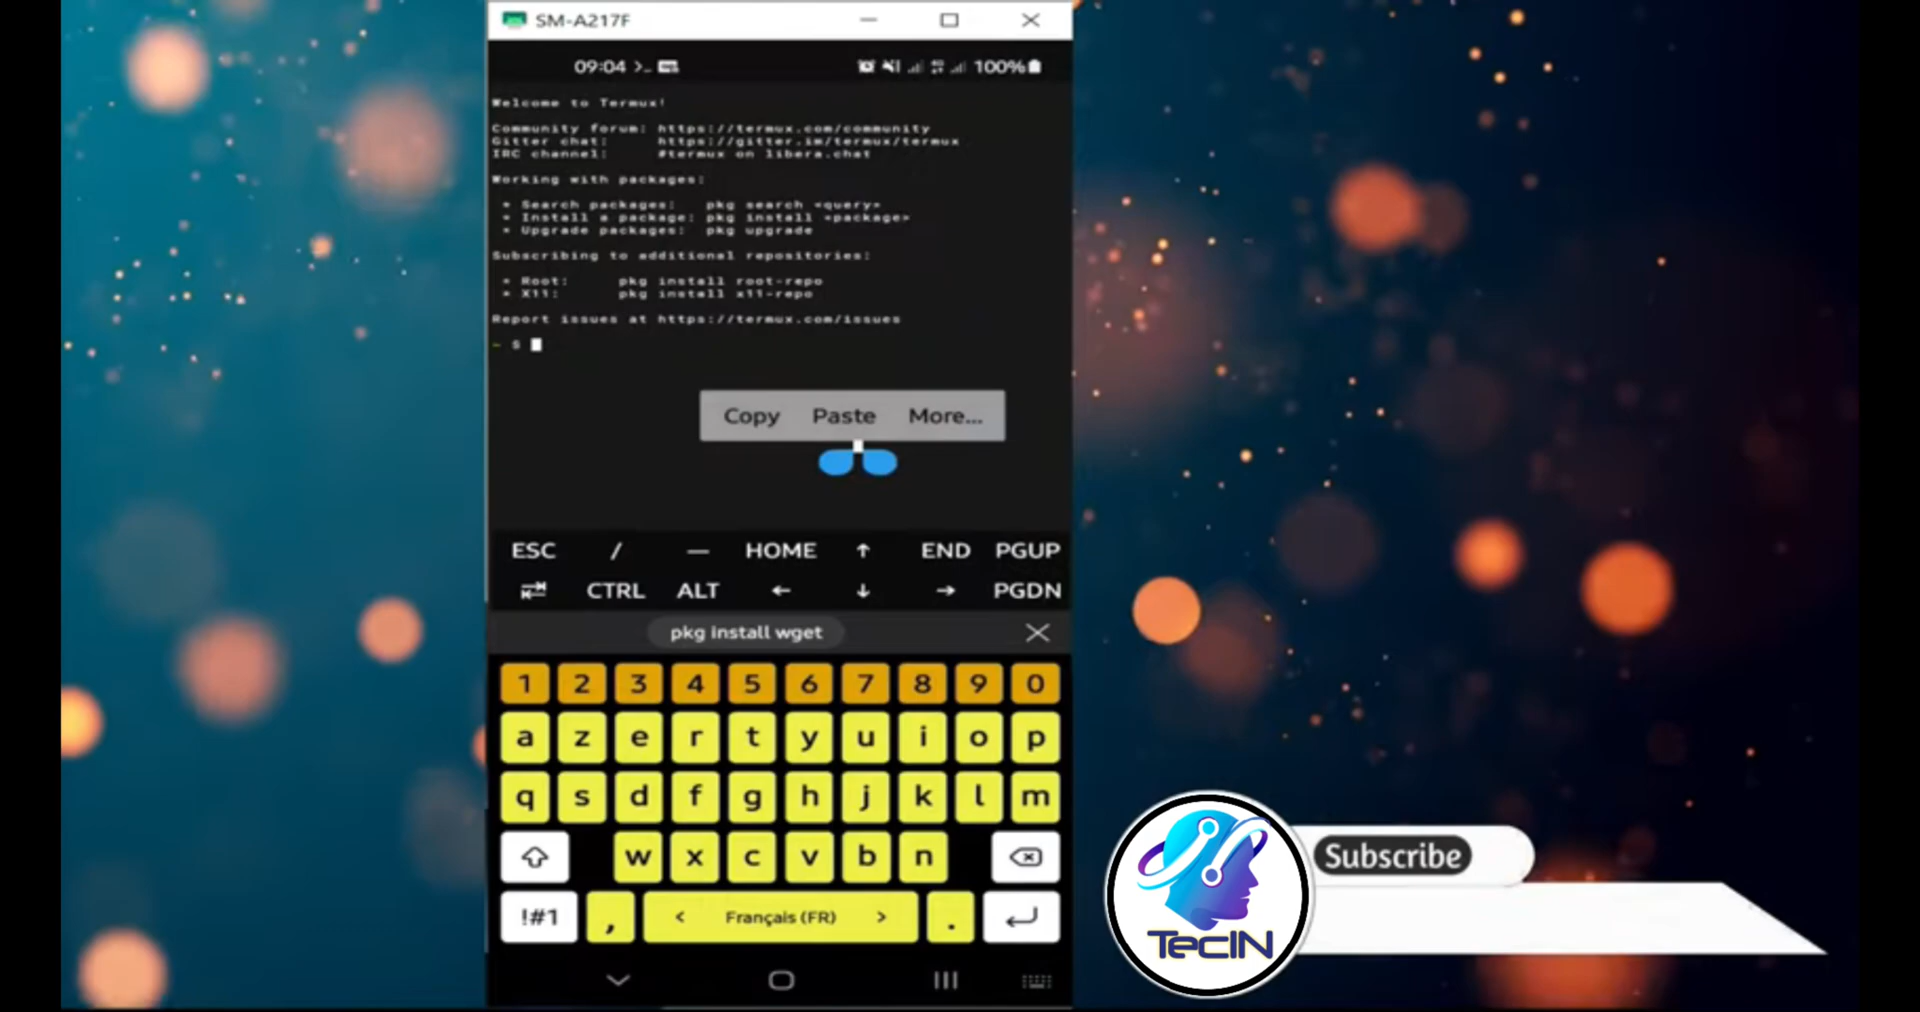 SM-A217F
09:04 >_ 100%
Welcome to Termux!
Community forum: https://termux.com/community
Gitter chat: https://gitter.im/termux/termux
IRC channel: #termux on libera.chat
Working with packages:
* Search packages: pkg search <query>
* Install a package: pkg install <package>
* Upgrade packages: pkg upgrade
Subscribing to additional repositories:
* Root: pkg install root-repo
* X11: pkg install x11-repo
Report issues at https://termux.com/issues
~ $
Copy Paste More...
ESC / — HOME ↑ END PGUP
CTRL ALT ← ↓ → PGDN
pkg install wget
1 2 3 4 5 6 7 8 9 0
a z e r t y u i o p
q s d f g h j k l m
w x c v b n
!#1 , < Français (FR) > .
Subscribe
TecIN